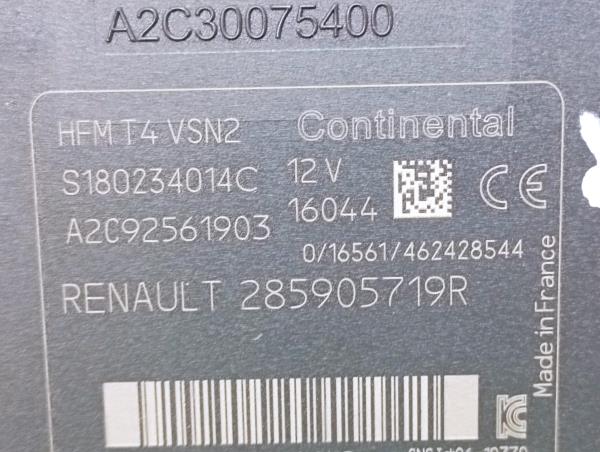 A2C30075400
HFM T4 VSN2 Continental
S180234014C 12 V
A2C92561903 16044
0/16561/462428544
RENAULT 285905719R
Made in France